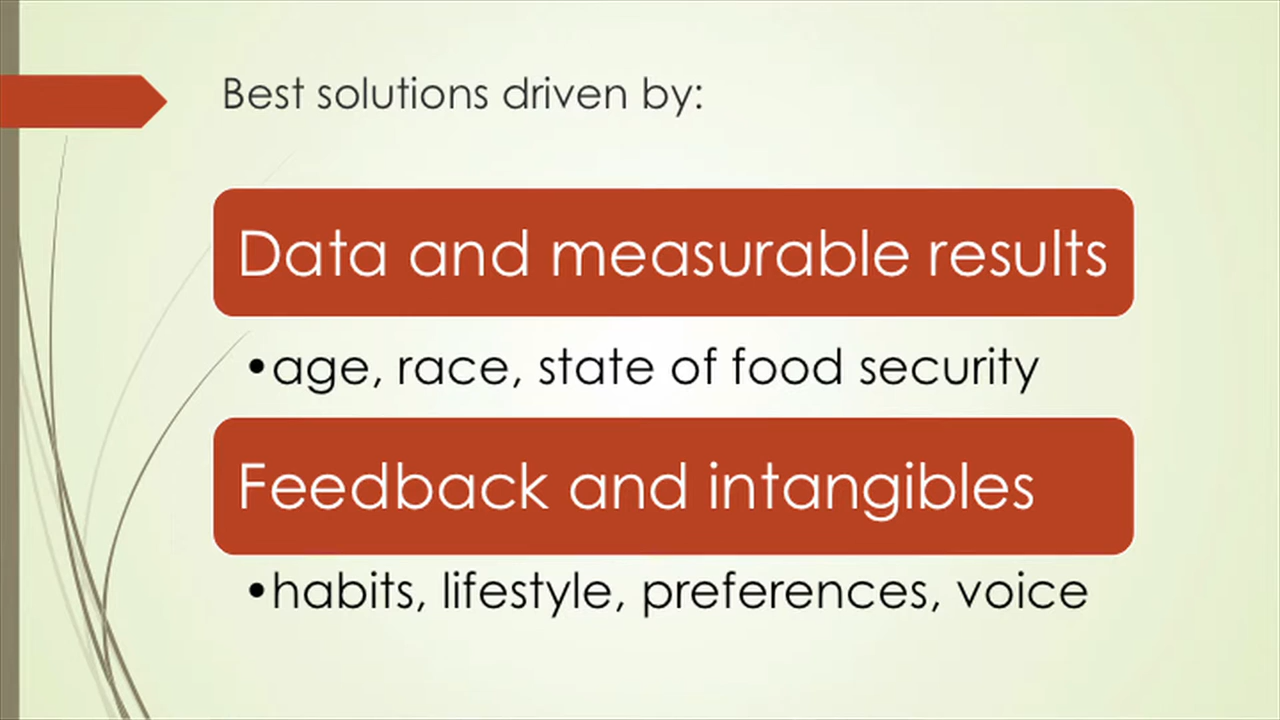 Best solutions driven by:
Data and measurable results
•age, race, state of food security
Feedback and intangibles
•habits, lifestyle, preferences, voice